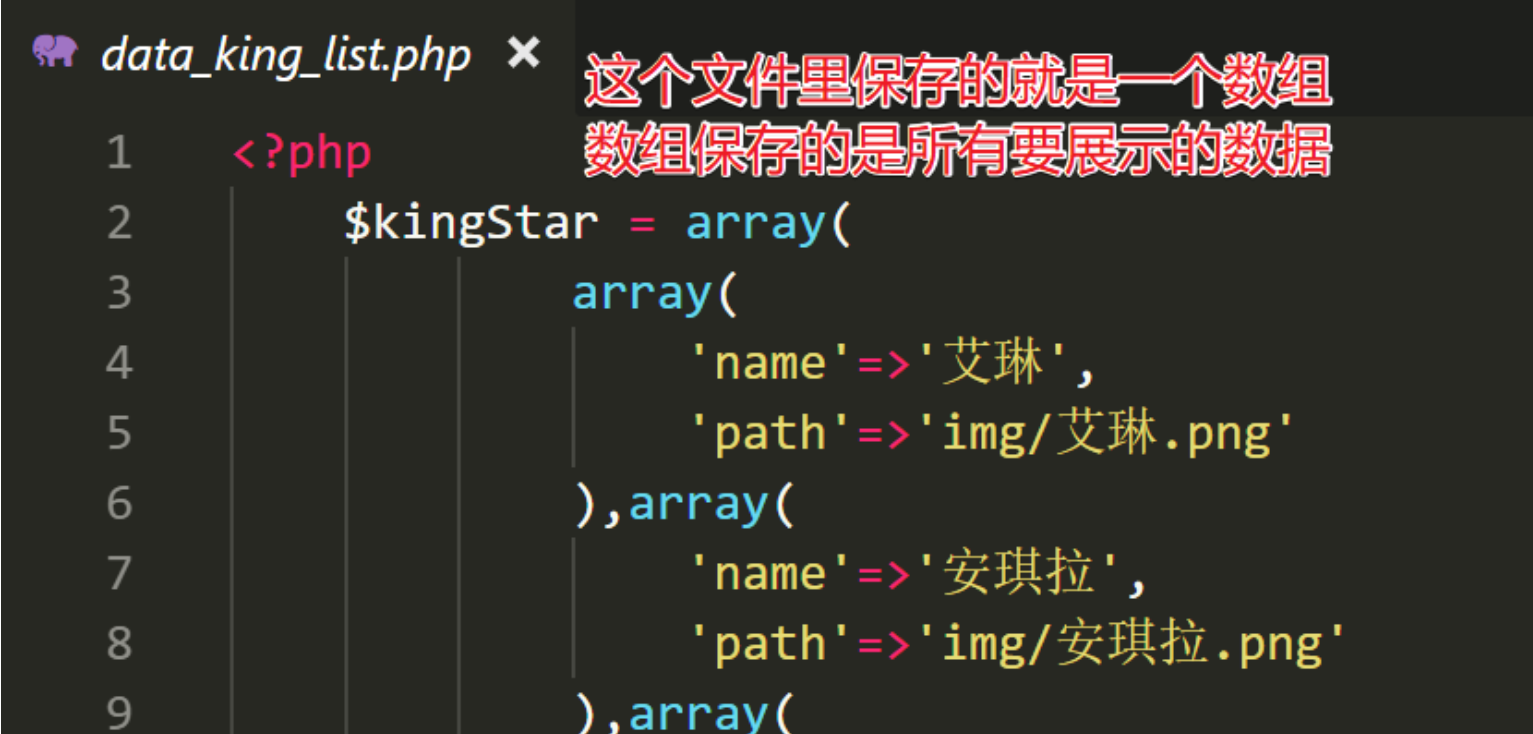 data_king_list.php ×
这个文件里保存的就是一个数组
数组保存的是所有要展示的数据
1 <?php
2 $kingStar = array(
3 array(
4 'name'=>'艾琳',
5 'path'=>'img/艾琳.png'
6 ),array(
7 'name'=>'安琪拉',
8 'path'=>'img/安琪拉.png'
9 ),array(